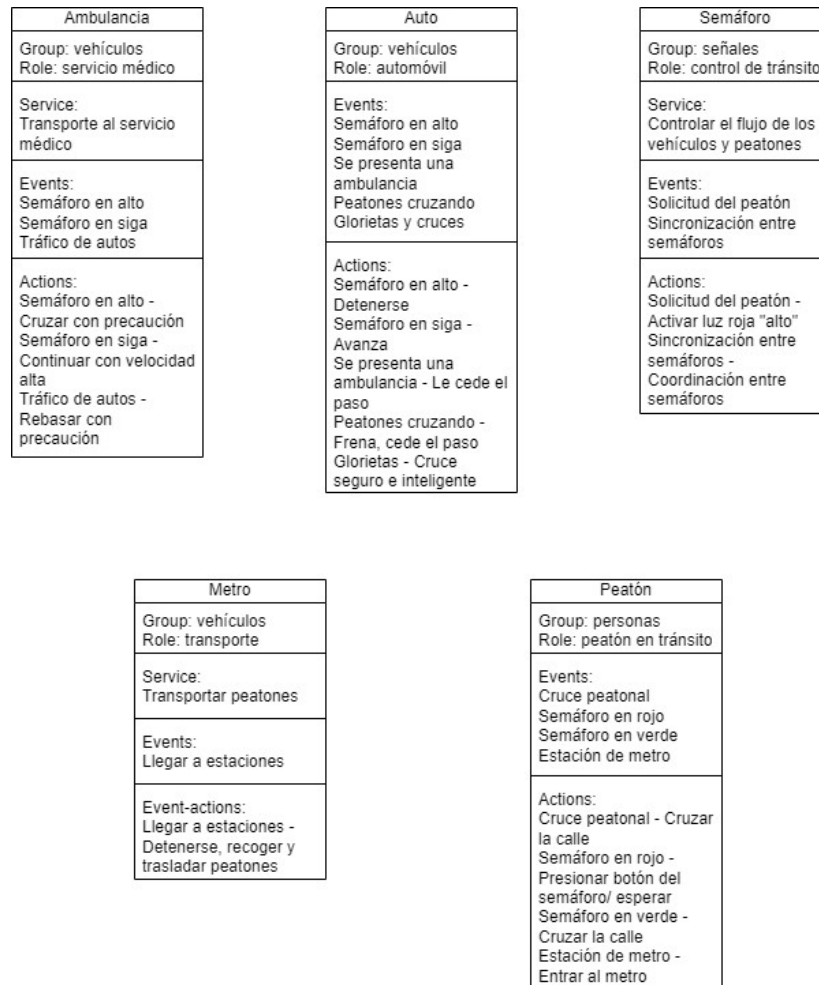 Ambulancia
Group: vehículos
Role: servicio médico
Service:
Transporte al servicio
médico
Events:
Semáforo en alto
Semáforo en siga
Tráfico de autos
Actions:
Semáforo en alto -
Cruzar con precaución
Semáforo en siga -
Continuar con velocidad
alta
Tráfico de autos -
Rebasar con
precaución
Auto
Group: vehículos
Role: automóvil
Events:
Semáforo en alto
Semáforo en siga
Se presenta una
ambulancia
Peatones cruzando
Glorietas y cruces
Actions:
Semáforo en alto -
Detenerse
Semáforo en siga -
Avanza
Se presenta una
ambulancia - Le cede el
paso
Peatones cruzando -
Frena, cede el paso
Glorietas - Cruce
seguro e inteligente
Semáforo
Group: señales
Role: control de tránsito
Service:
Controlar el flujo de los
vehículos y peatones
Events:
Solicitud del peatón
Sincronización entre
semáforos
Actions:
Solicitud del peatón -
Activar luz roja "alto"
Sincronización entre
semáforos -
Coordinación entre
semáforos
Metro
Group: vehículos
Role: transporte
Service:
Transportar peatones
Events:
Llegar a estaciones
Event-actions:
Llegar a estaciones -
Detenerse, recoger y
trasladar peatones
Peatón
Group: personas
Role: peatón en tránsito
Events:
Cruce peatonal
Semáforo en rojo
Semáforo en verde
Estación de metro
Actions:
Cruce peatonal - Cruzar
la calle
Semáforo en rojo -
Presionar botón del
semáforo/ esperar
Semáforo en verde -
Cruzar la calle
Estación de metro -
Entrar al metro